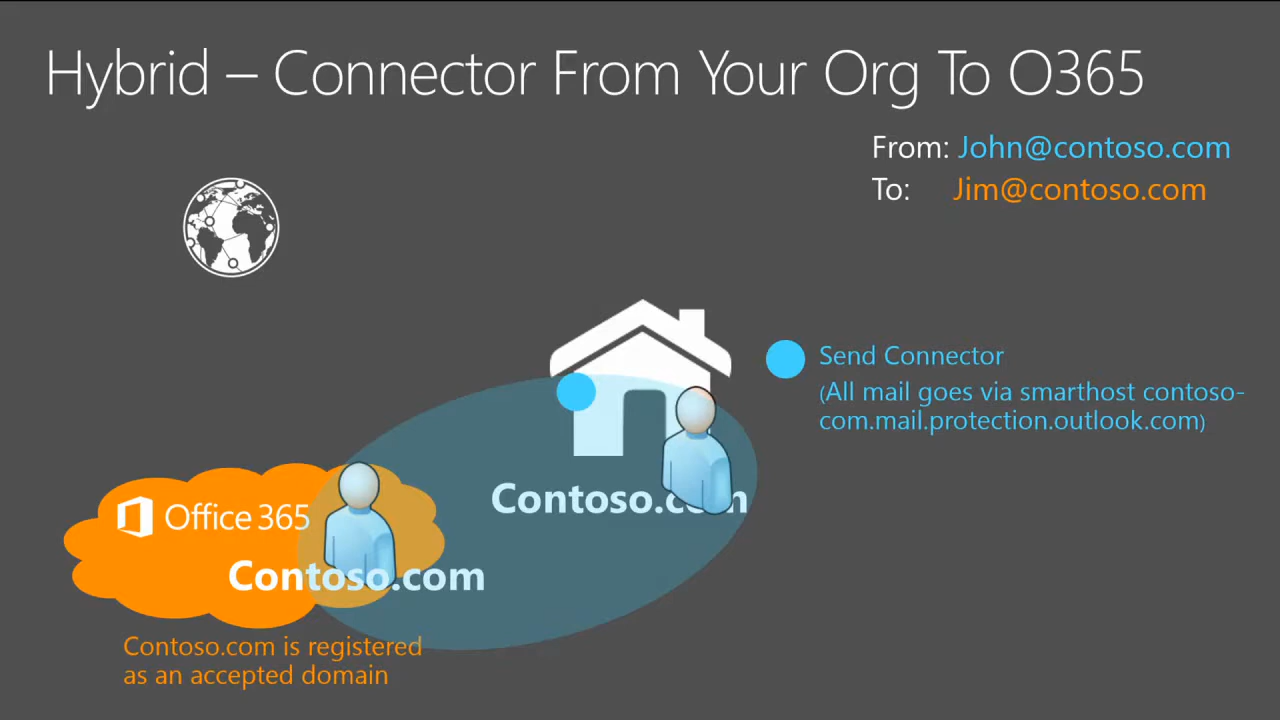 Hybrid – Connector From Your Org To O365
From: John@contoso.com
To: Jim@contoso.com
Send Connector
(All mail goes via smarthost contoso-
com.mail.protection.outlook.com)
Contoso.com
Office 365
Contoso.com
Contoso.com is registered
as an accepted domain